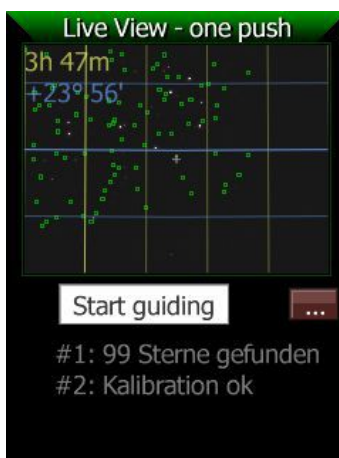 Live View - one push
3h 47m
+23° 56'
Start guiding
...
#1: 99 Sterne gefunden
#2: Kalibration ok